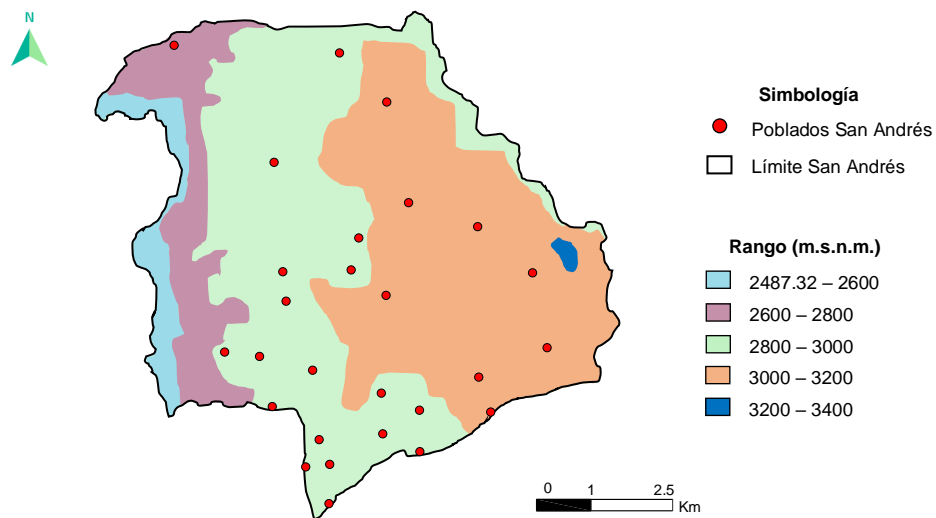 N
Simbología
Poblados San Andrés
Límite San Andrés
Rango (m.s.n.m.)
2487.32 – 2600
2600 – 2800
2800 – 3000
3000 – 3200
3200 – 3400
0 1 2.5
Km